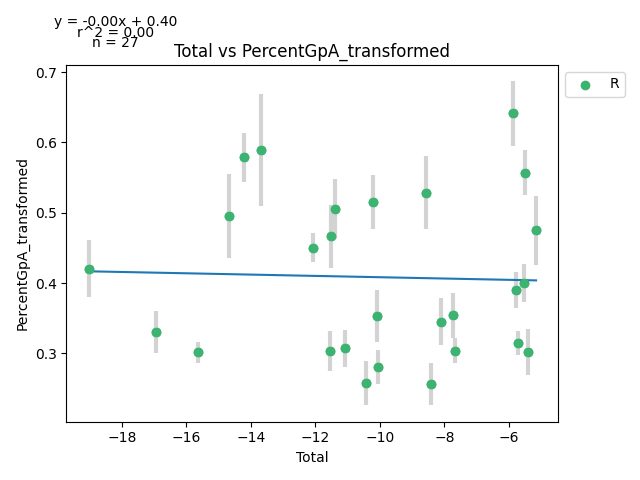 y = -0.00x + 0.40
r^2 = 0.00
n = 27
Total vs PercentGpA_transformed
R
PercentGpA_transformed
0.7
0.6
0.5
0.4
0.3
−18 −16 −14 −12 −10 −8 −6
Total